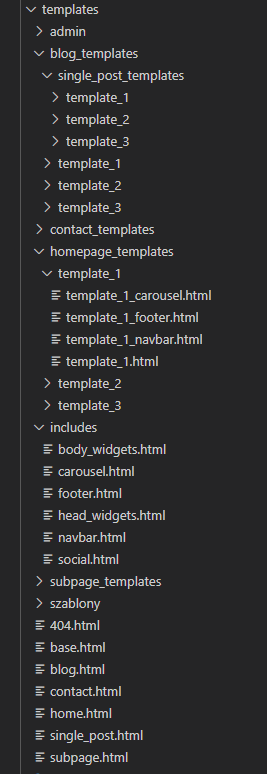 templates
admin
blog_templates
single_post_templates
template_1
template_2
template_3
template_1
template_2
template_3
contact_templates
homepage_templates
template_1
template_1_carousel.html
template_1_footer.html
template_1_navbar.html
template_1.html
template_2
template_3
includes
body_widgets.html
carousel.html
footer.html
head_widgets.html
navbar.html
social.html
subpage_templates
szablony
404.html
base.html
blog.html
contact.html
home.html
single_post.html
subpage.html